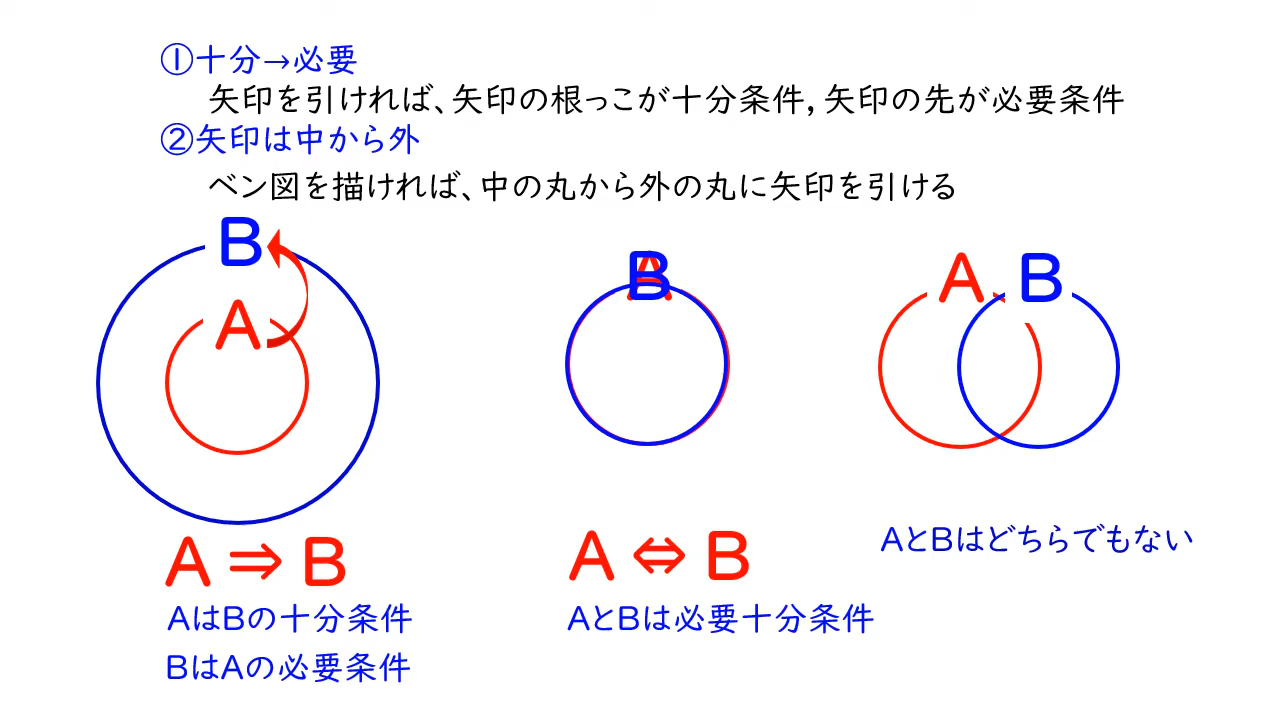 ①十分→必要
矢印を引ければ、矢印の根っこが十分条件, 矢印の先が必要条件
②矢印は中から外
ベン図を描ければ、中の丸から外の丸に矢印を引ける
B
A
A
B
A B
A ⇒ B
AはBの十分条件
BはAの必要条件
A ⇔ B
AとBは必要十分条件
AとBはどちらでもない